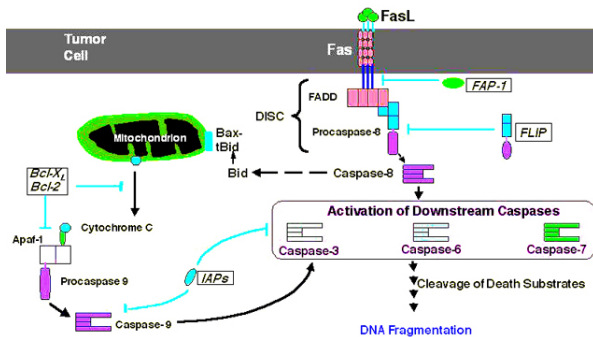 FasL
Tumor
Cell
Fas
FAP-1
FADD
DISC
Procaspase-8
FLIP
Mitochondrion
Bax-
tBid
Bid
Caspase-8
Bcl-XL
Bcl-2
Cytochrome C
Apaf-1
Activation of Downstream Caspases
Caspase-3
Caspase-6
Caspase-7
Procaspase 9
IAPs
Cleavage of Death Substrates
Caspase-9
DNA Fragmentation